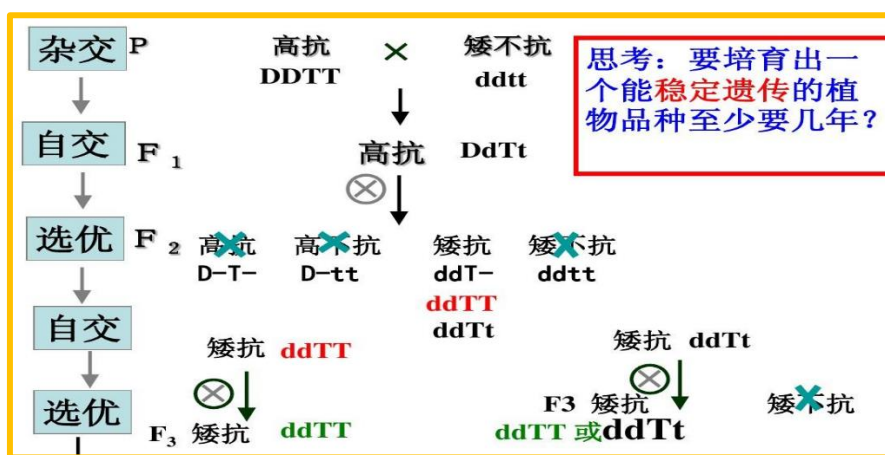 杂交 P 高抗 × 矮不抗
DDTT ddtt
思考：要培育出一
个能稳定遗传的植
物品种至少要几年？
自交 F1 高抗 DdTt
选优 F2 高抗 高不抗 矮抗 矮不抗
D-T- D-tt ddT- ddtt
ddTT
ddTt
自交
矮抗 ddTT 矮抗 ddTt
选优
F3 矮抗 ddTT F3 矮抗 矮不抗
ddTT 或ddTt